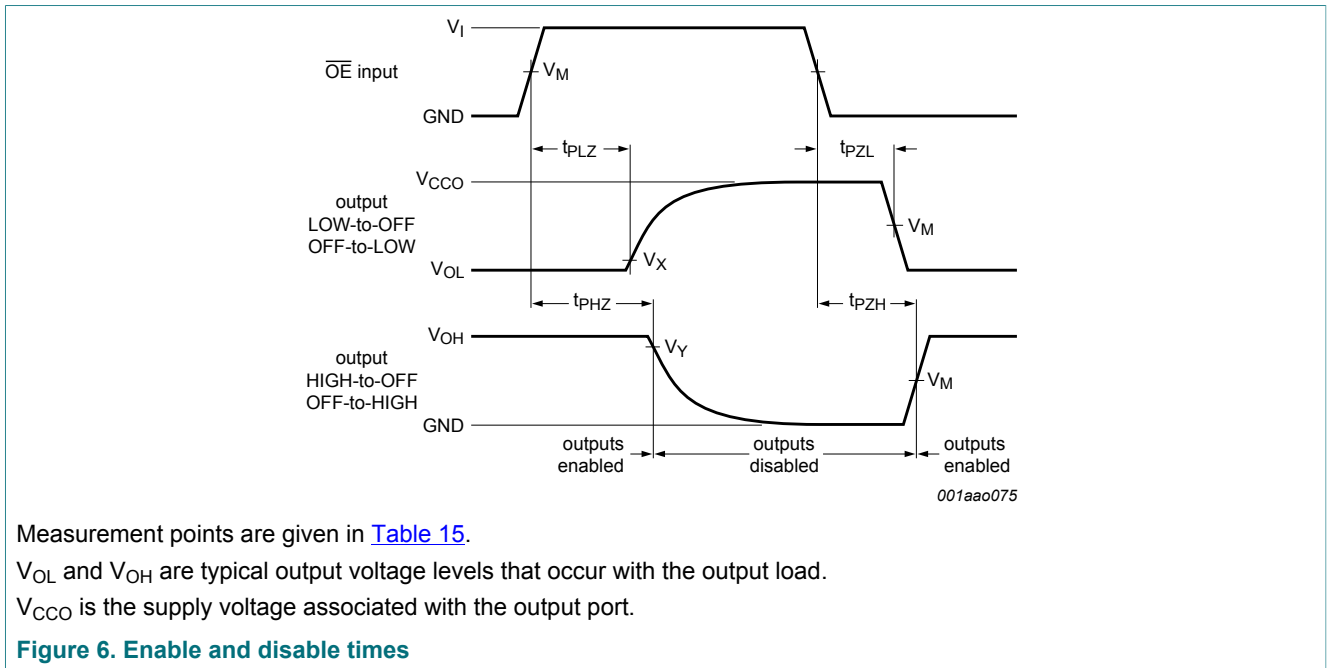 V_I
OE input
V_M
GND
t_PLZ
t_PZL
V_CCO
output
LOW-to-OFF
OFF-to-LOW
V_M
V_X
V_OL
t_PHZ
t_PZH
V_OH
V_Y
output
HIGH-to-OFF
OFF-to-HIGH
V_M
GND
outputs
enabled
outputs
disabled
outputs
enabled
001aao075
Measurement points are given in Table 15.
V_OL and V_OH are typical output voltage levels that occur with the output load.
V_CCO is the supply voltage associated with the output port.
Figure 6. Enable and disable times